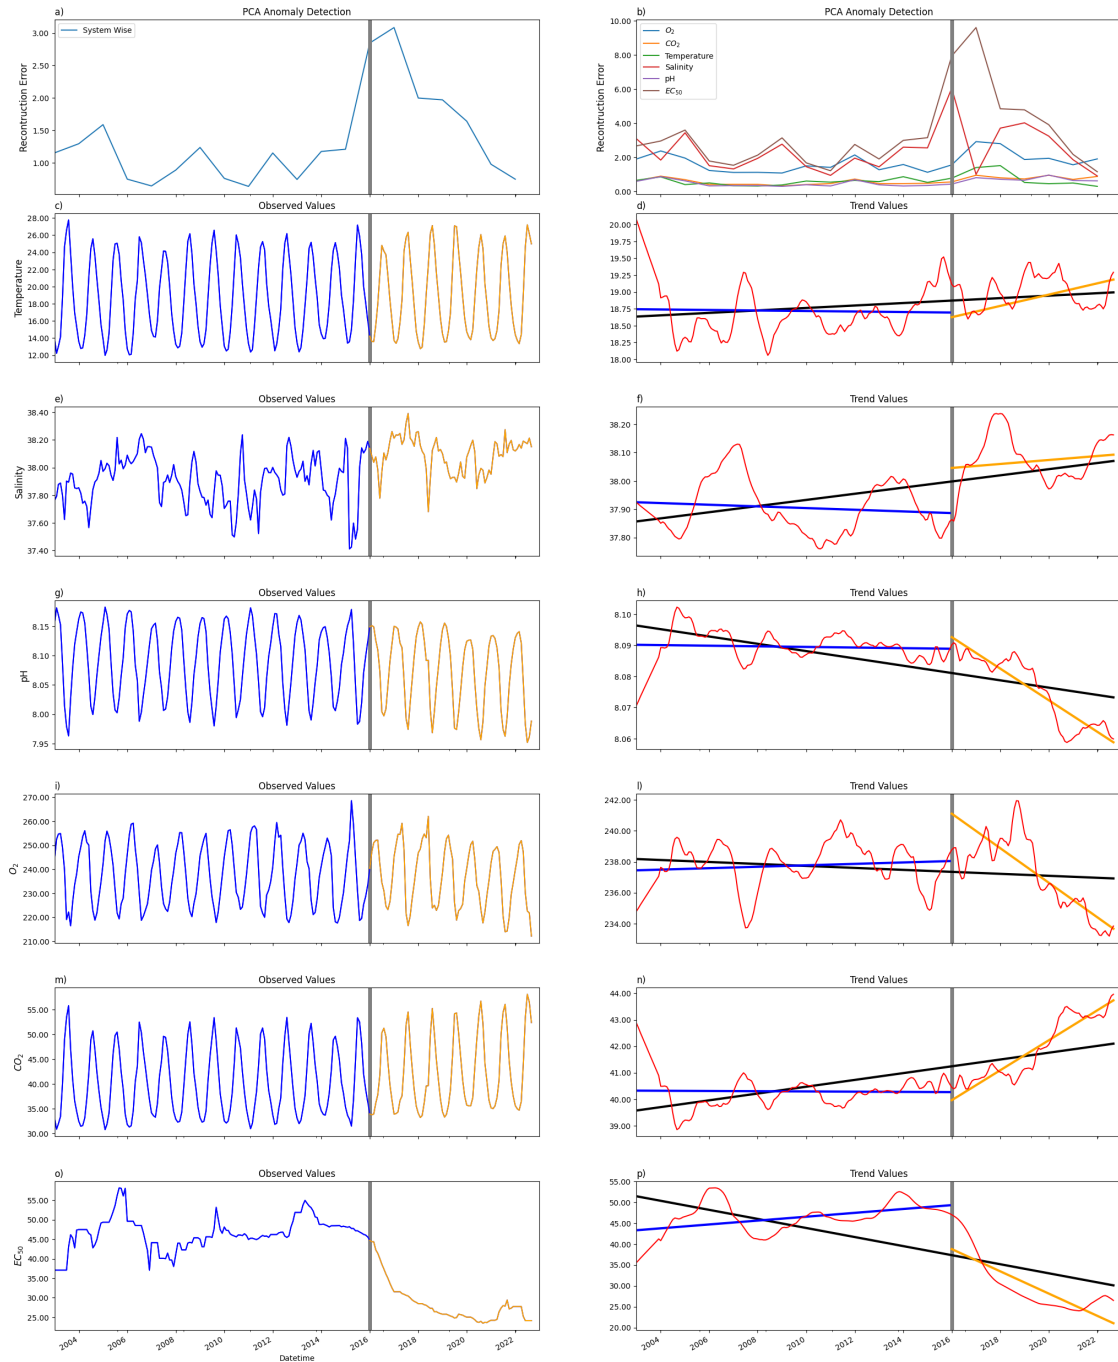 a)
PCA Anomaly Detection
System Wise
Recontruction Error
3.00
2.00
1.50
1.00
b)
PCA Anomaly Detection
O2
CO2
Temperature
Salinity
pH
EC50
Recontruction Error
10.00
8.00
6.00
4.00
2.00
0.00
c)
Observed Values
Temperature
28.00
26.00
24.00
22.00
20.00
18.00
16.00
14.00
12.00
d)
Trend Values
20.00
19.75
19.50
19.25
19.00
18.75
18.50
18.25
18.00
e)
Observed Values
Salinity
38.40
38.20
38.00
37.80
37.60
37.40
f)
Trend Values
38.20
38.10
38.00
37.90
37.80
g)
Observed Values
pH
8.15
8.10
8.05
8.00
7.95
h)
Trend Values
8.10
8.09
8.08
8.07
8.06
i)
Observed Values
O2
270.00
260.00
250.00
240.00
230.00
220.00
210.00
l)
Trend Values
242.00
240.00
238.00
236.00
234.00
m)
Observed Values
CO2
55.00
50.00
45.00
40.00
35.00
30.00
n)
Trend Values
44.00
43.00
42.00
41.00
40.00
39.00
o)
Observed Values
EC50
55.00
50.00
45.00
40.00
35.00
30.00
25.00
2004
2006
2008
2010
2012
2014
2016
2018
2020
2022
Datetime
p)
Trend Values
55.00
50.00
45.00
40.00
35.00
30.00
25.00
20.00
2004
2006
2008
2010
2012
2014
2016
2018
2020
2022